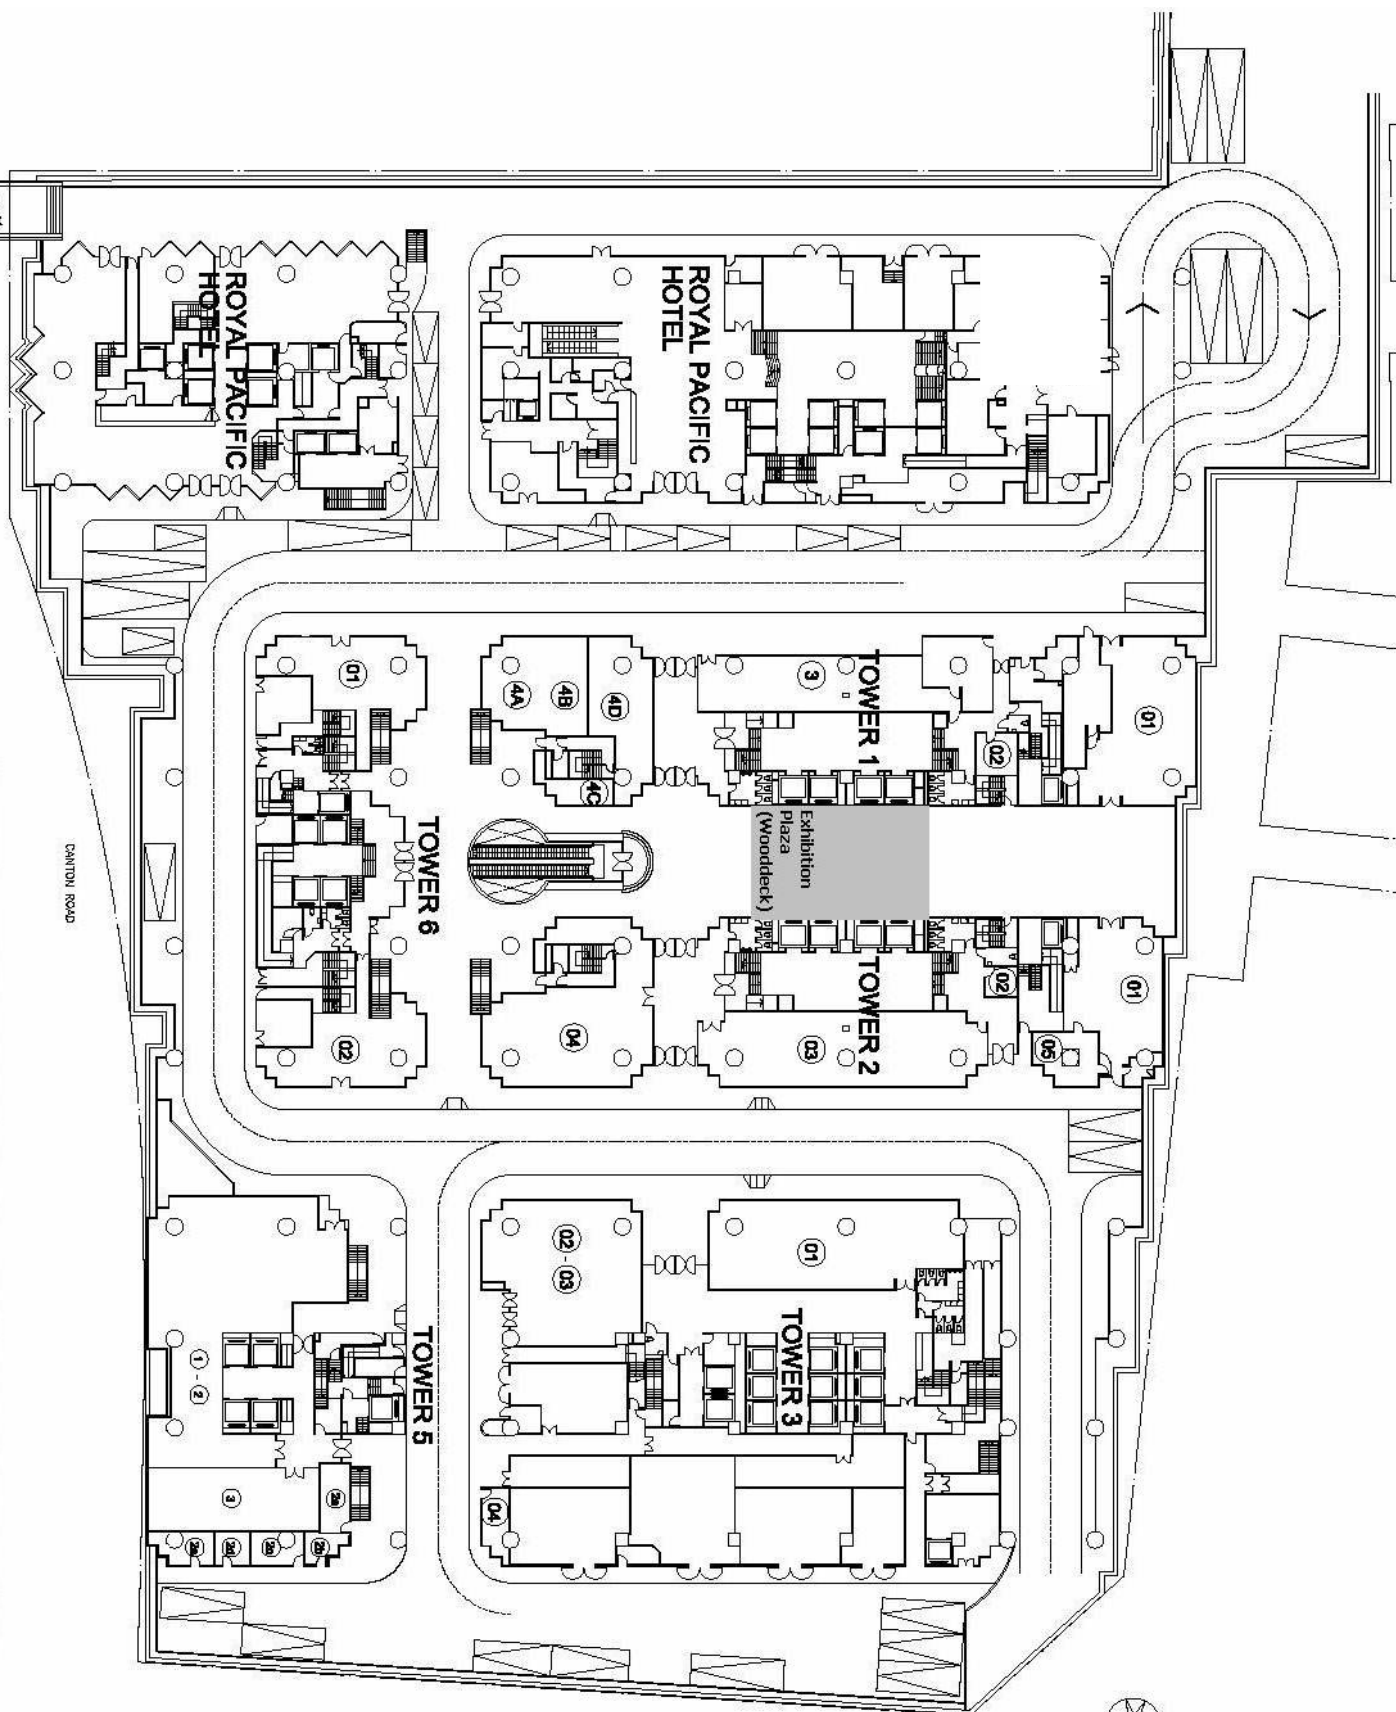 ROYAL PACIFIC
HOTEL
ROYAL PACIFIC
HOTEL
01
4A
4B
4D
4C
3
TOWER 1
02
01
TOWER 6
Exhibition
Plaza
(Wooddeck)
CANTON ROAD
02
04
03
TOWER 2
02
05
01
02 - 03
01
TOWER 3
04
TOWER 5
1 - 2
3
2a
2b